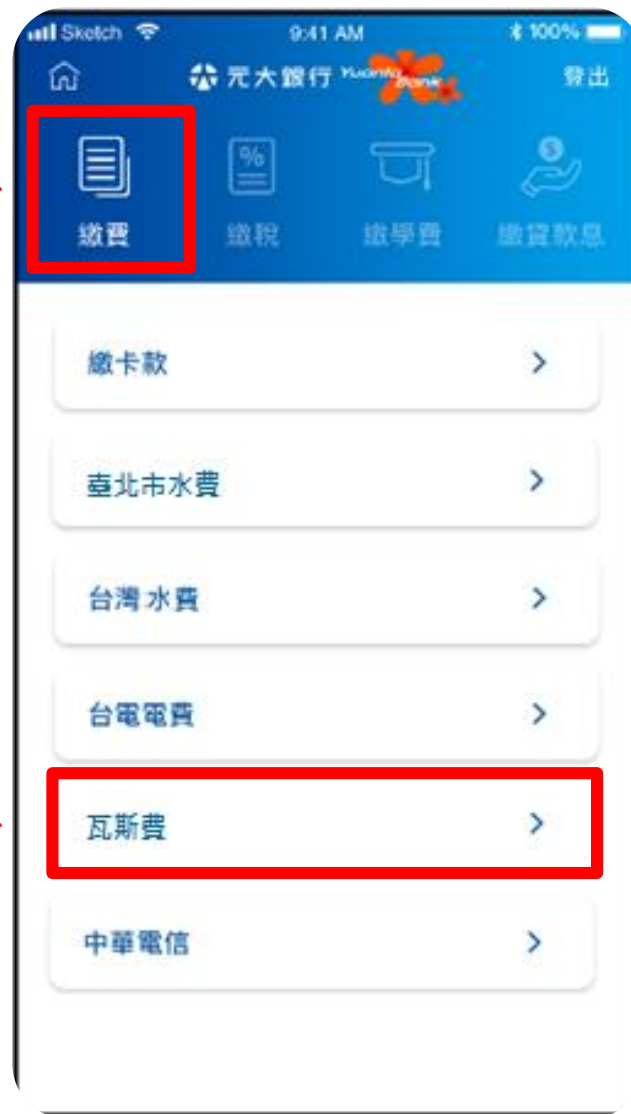 Sketch 9:41 AM 100%
元大銀行 Yuanta Bank 登出
繳費 繳稅 繳學費 繳貸款息
繳卡款
臺北市水費
台灣水費
台電電費
瓦斯費
中華電信